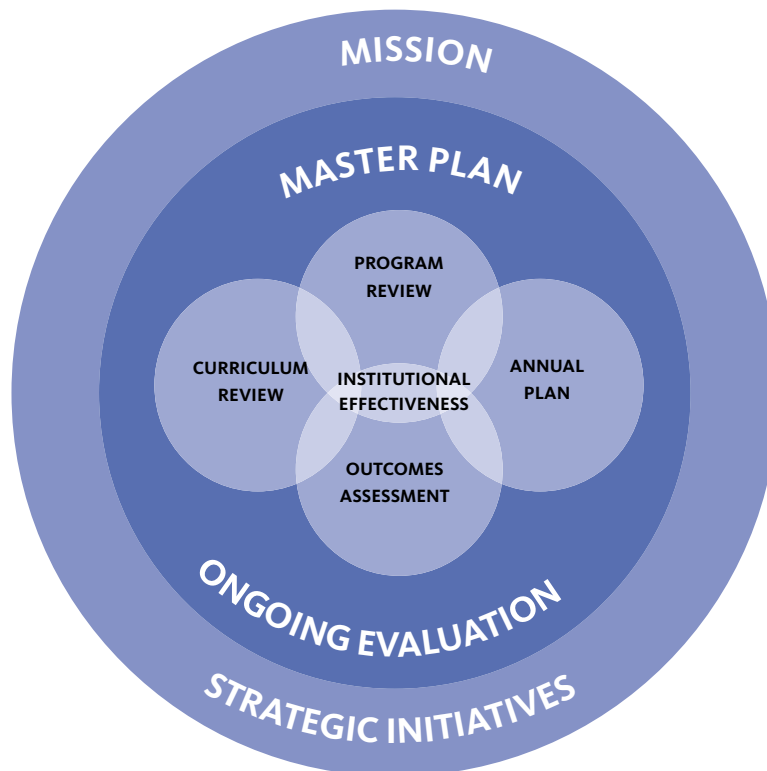 MISSION
MASTER PLAN
PROGRAM
REVIEW
CURRICULUM
REVIEW
INSTITUTIONAL
EFFECTIVENESS
ANNUAL
PLAN
OUTCOMES
ASSESSMENT
ONGOING EVALUATION
STRATEGIC INITIATIVES